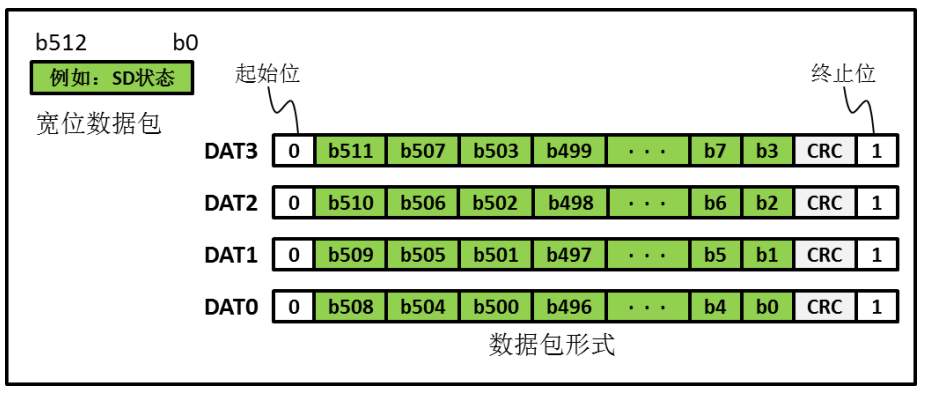 b512 b0
例如：SD状态
宽位数据包
起始位 终止位
DAT3 0 b511 b507 b503 b499 · · · b7 b3 CRC 1
DAT2 0 b510 b506 b502 b498 · · · b6 b2 CRC 1
DAT1 0 b509 b505 b501 b497 · · · b5 b1 CRC 1
DAT0 0 b508 b504 b500 b496 · · · b4 b0 CRC 1
数据包形式